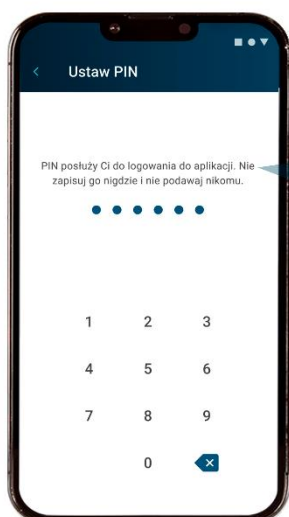 Ustaw PIN
PIN posłuży Ci do logowania do aplikacji. Nie
zapisuj go nigdzie i nie podawaj nikomu.
1 2 3
4 5 6
7 8 9
0